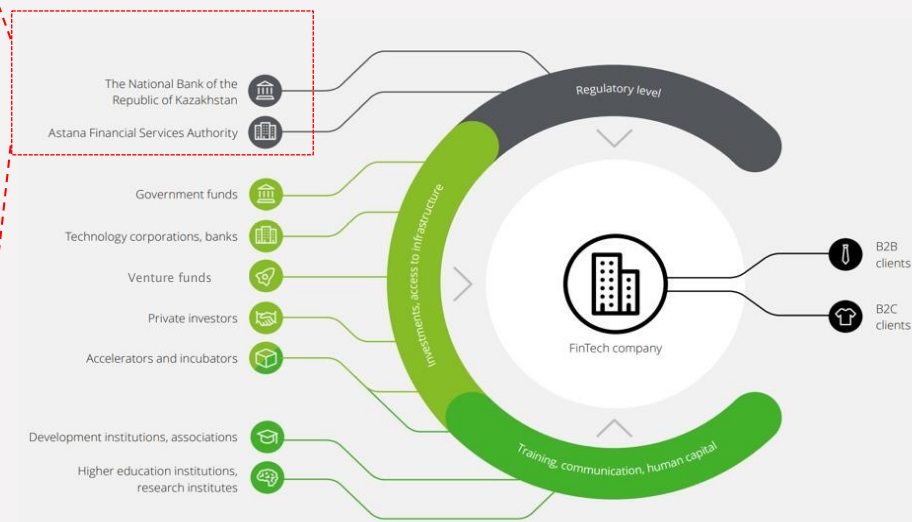 The National Bank of the
Republic of Kazakhstan
Astana Financial Services Authority
Government funds
Technology corporations, banks
Venture funds
Private investors
Accelerators and incubators
Development institutions, associations
Higher education institutions,
research institutes
Regulatory level
Investments, access to infrastructure
Training, communication, human capital
FinTech company
B2B
clients
B2C
clients